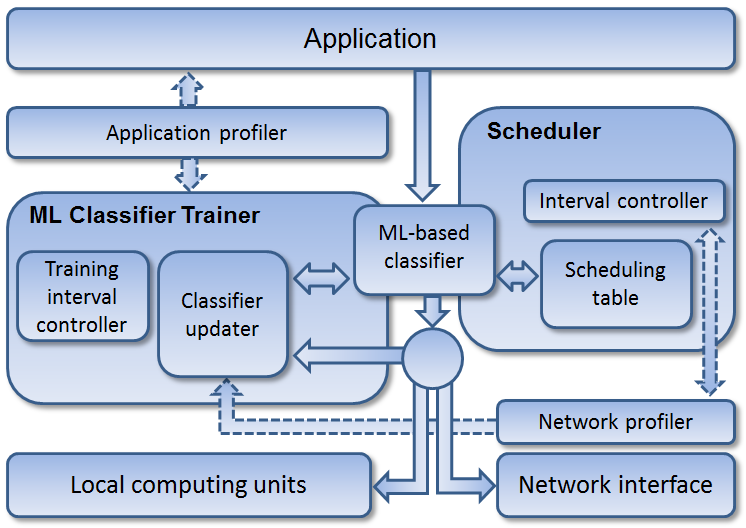 Application
Application profiler
Scheduler
Interval controller
ML Classifier Trainer
ML-based
classifier
Training
interval
controller
Classifier
updater
Scheduling
table
Network profiler
Local computing units
Network interface